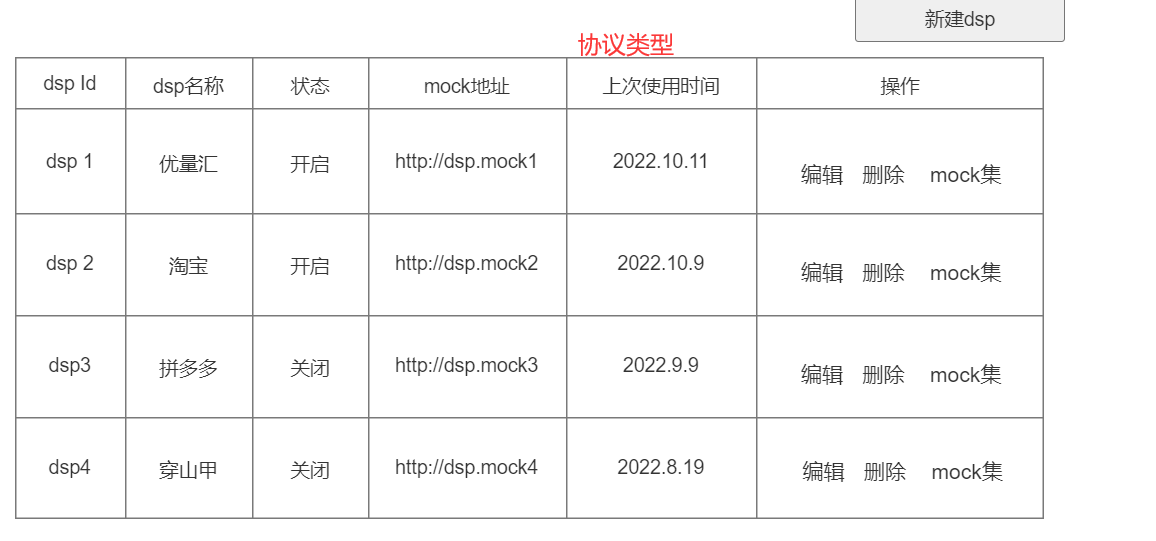 新建dsp
协议类型
dsp Id dsp名称 状态 mock地址 上次使用时间 操作
dsp 1 优量汇 开启 http://dsp.mock1 2022.10.11 编辑 删除 mock集
dsp 2 淘宝 开启 http://dsp.mock2 2022.10.9 编辑 删除 mock集
dsp3 拼多多 关闭 http://dsp.mock3 2022.9.9 编辑 删除 mock集
dsp4 穿山甲 关闭 http://dsp.mock4 2022.8.19 编辑 删除 mock集